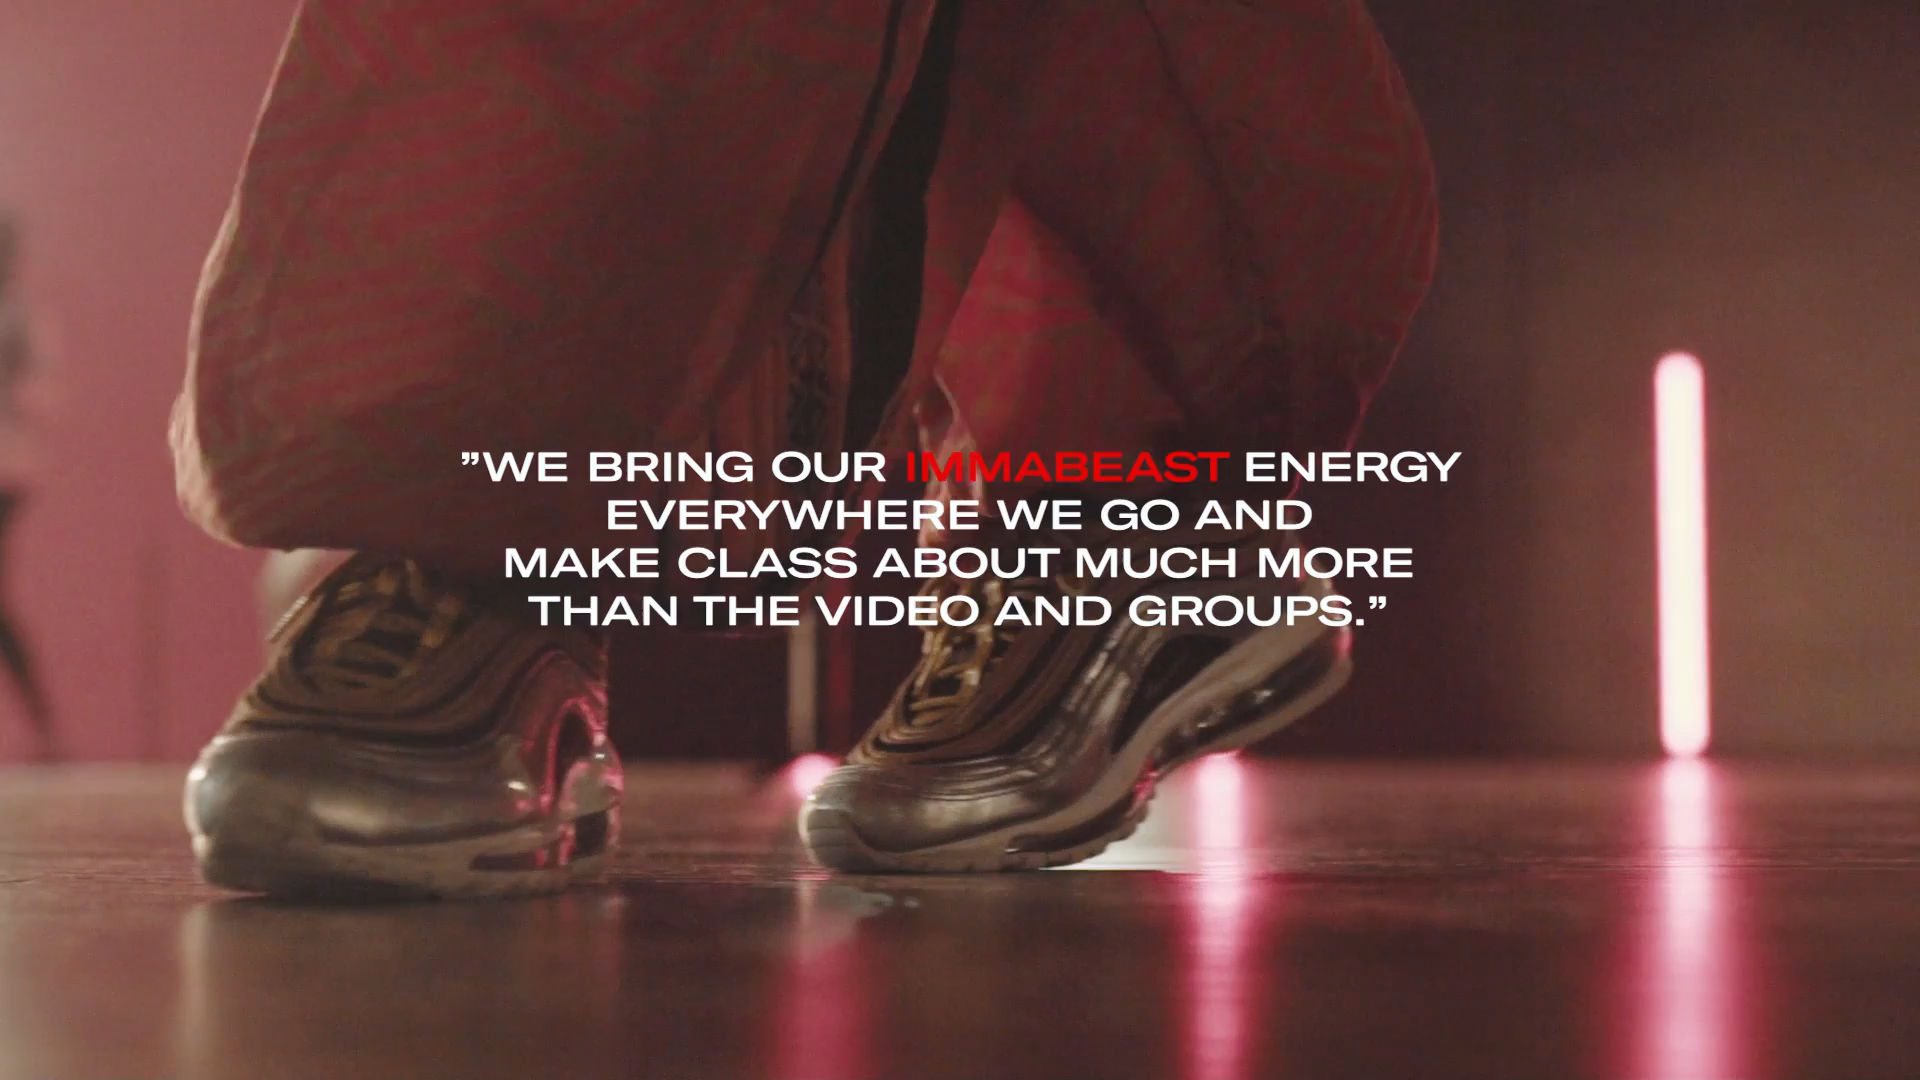 ”WE BRING OUR IMMABEAST ENERGY
EVERYWHERE WE GO AND
MAKE CLASS ABOUT MUCH MORE
THAN THE VIDEO AND GROUPS.”